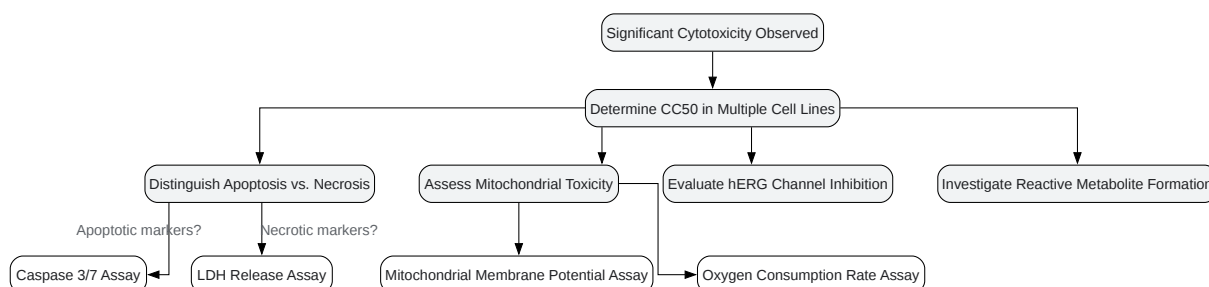 Significant Cytotoxicity Observed
Determine CC50 in Multiple Cell Lines
Distinguish Apoptosis vs. Necrosis
Assess Mitochondrial Toxicity
Evaluate hERG Channel Inhibition
Investigate Reactive Metabolite Formation
Apoptotic markers?
Necrotic markers?
Caspase 3/7 Assay
LDH Release Assay
Mitochondrial Membrane Potential Assay
Oxygen Consumption Rate Assay